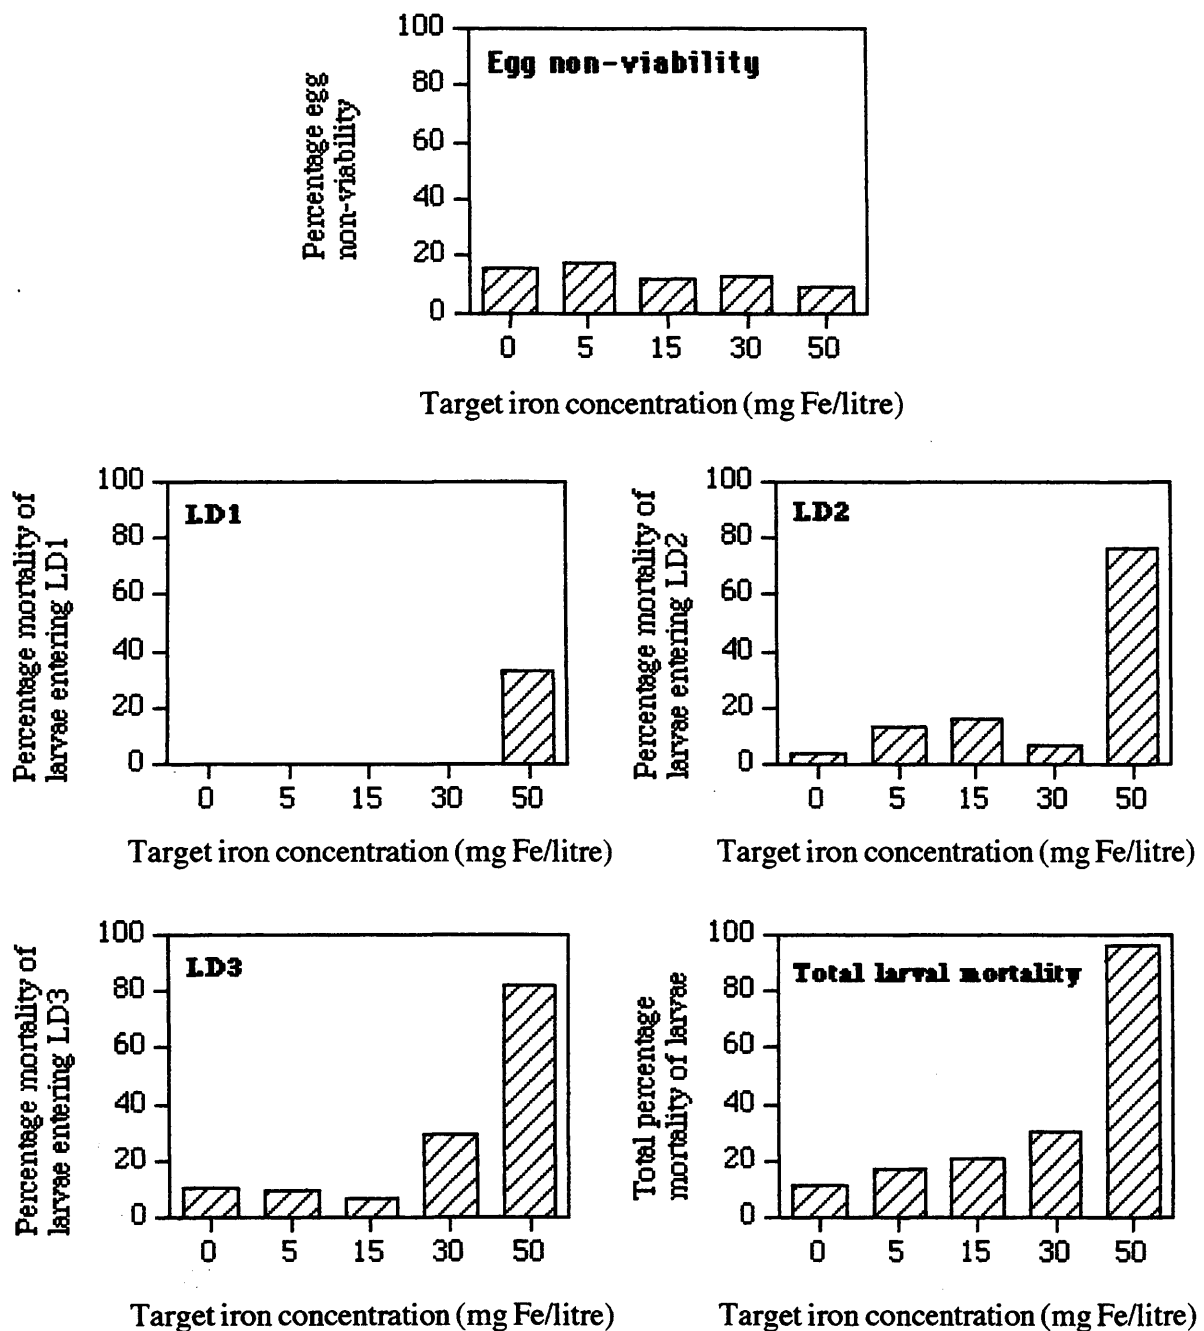 Egg non-viability
Percentage egg
non-viability
100
80
60
40
20
0
0 5 15 30 50
Target iron concentration (mg Fe/litre)
LD1
Percentage mortality of
larvae entering LD1
100
80
60
40
20
0
0 5 15 30 50
Target iron concentration (mg Fe/litre)
LD2
Percentage mortality of
larvae entering LD2
100
80
60
40
20
0
0 5 15 30 50
Target iron concentration (mg Fe/litre)
LD3
Percentage mortality of
larvae entering LD3
100
80
60
40
20
0
0 5 15 30 50
Target iron concentration (mg Fe/litre)
Total larval mortality
Total percentage
mortality of larvae
100
80
60
40
20
0
0 5 15 30 50
Target iron concentration (mg Fe/litre)